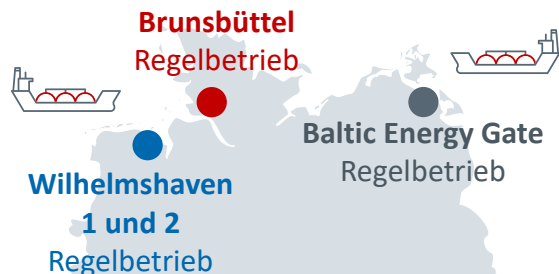 Brunsbüttel
Regelbetrieb
Baltic Energy Gate
Regelbetrieb
Wilhelmshaven
1 und 2
Regelbetrieb